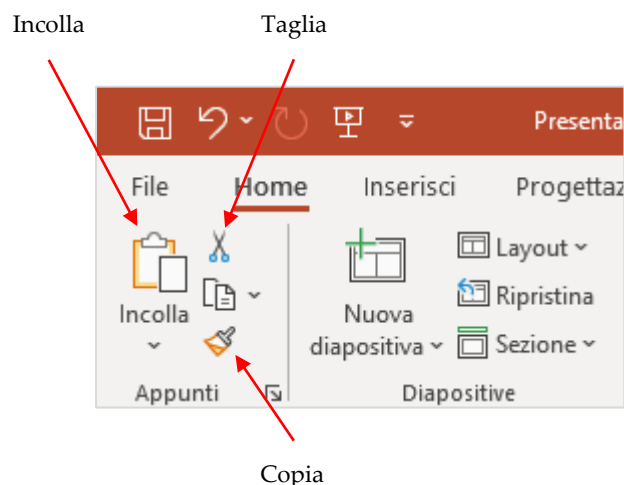 Incolla Taglia
Presenta
File Home Inserisci Progettaz
Layout
Ripristina
Incolla Nuova
diapositiva Sezione
Appunti Diapositive
Copia